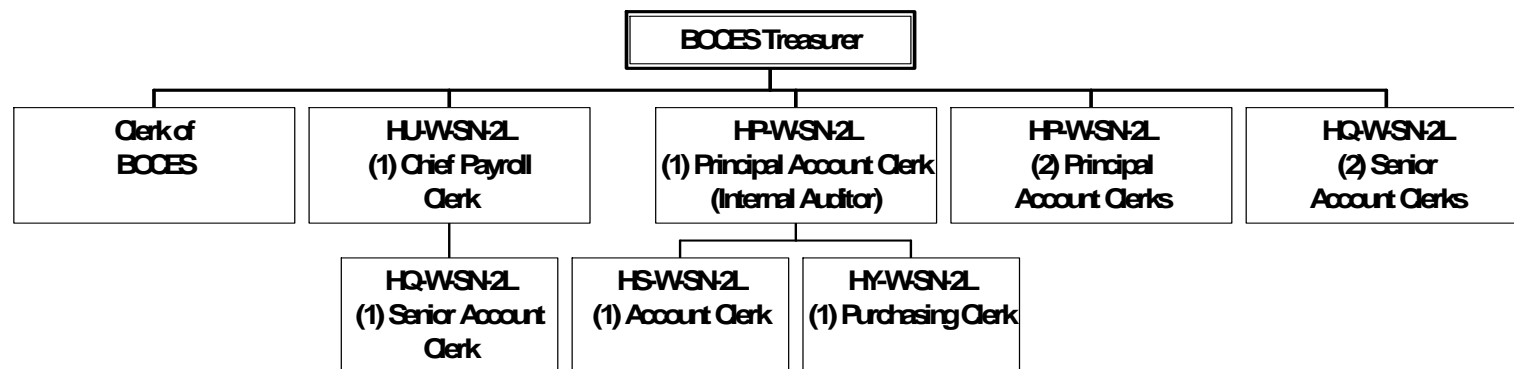 BOCES Treasurer
Clerk of
BOCES
HU-W-SN-2L
(1) Chief Payroll
Clerk
HP-W-SN-2L
(1) Principal Account Clerk
(Internal Auditor)
HP-W-SN-2L
(2) Principal
Account Clerks
HQ-W-SN-2L
(2) Senior
Account Clerks
HQ-W-SN-2L
(1) Senior Account
Clerk
HS-W-SN-2L
(1) Account Clerk
HY-W-SN-2L
(1) Purchasing Clerk